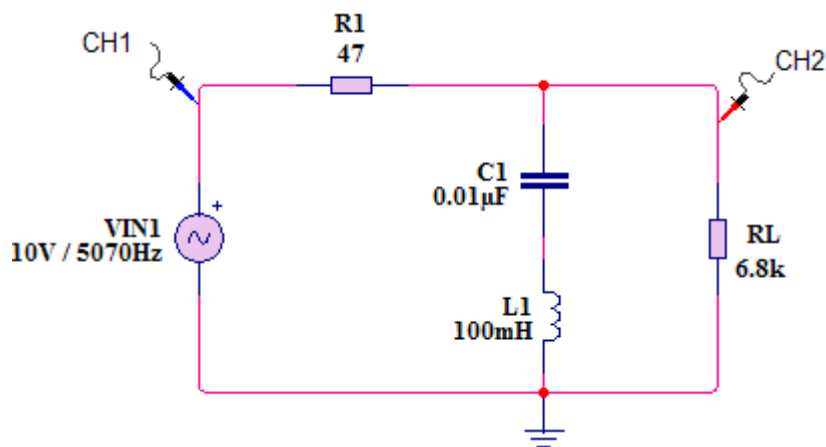 R1
47
CH1
CH2
C1
0.01µF
VIN1
10V / 5070Hz
RL
6.8k
L1
100mH